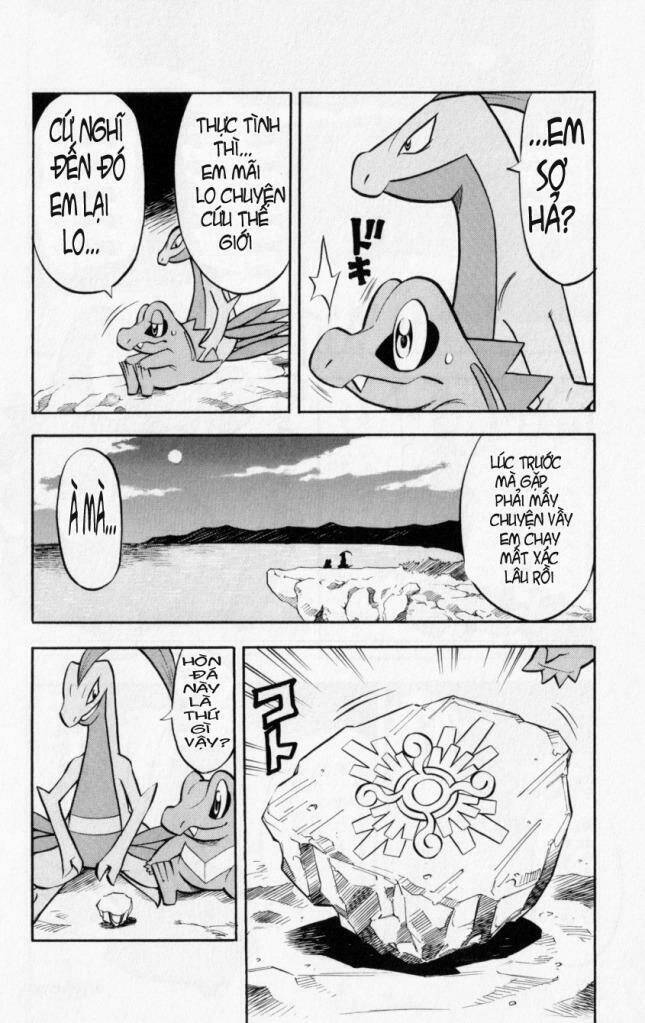 ...EM
SỢ
HẢ?
ドキ
THỰC TÌNH
THÌ...
EM MÃI
LO CHUYỆN
CỨU THẾ
GIỚI
CỨ NGHĨ
ĐẾN ĐÓ
EM LẠI
LO...
LÚC TRƯỚC
MÀ GẶP
PHẢI MẤY
CHUYỆN VẦY
EM CHẠY
MẤT XÁC
LÂU RỒI
À MÀ...
コト
HÒN
ĐÁ
NÀY
LÀ
THỨ
GÌ
VẬY?